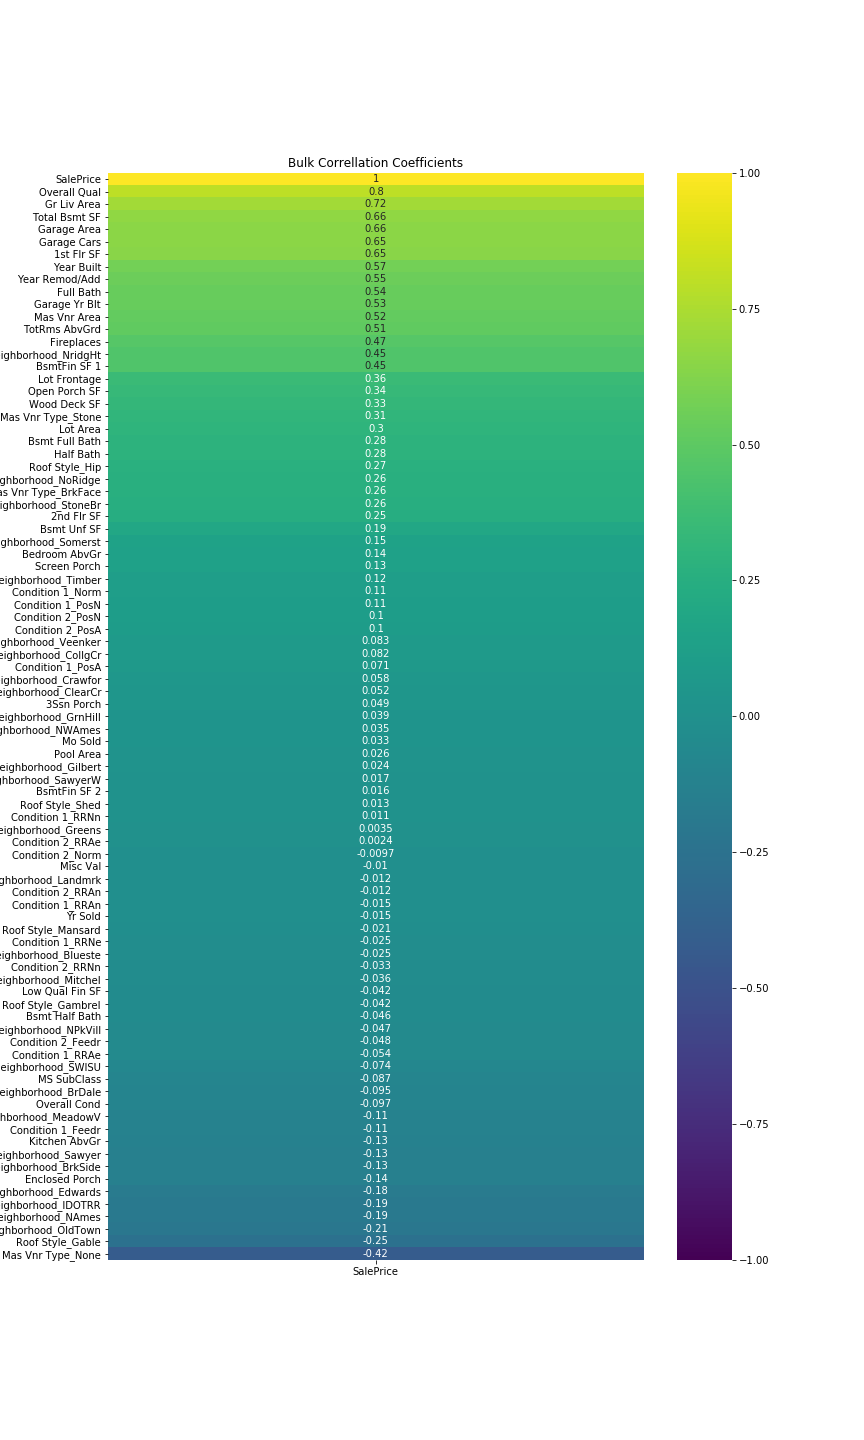 Bulk Correllation Coefficients
SalePrice 1
Overall Qual 0.8
Gr Liv Area 0.72
Total Bsmt SF 0.66
Garage Area 0.66
Garage Cars 0.65
1st Flr SF 0.65
Year Built 0.57
Year Remod/Add 0.55
Full Bath 0.54
Garage Yr Blt 0.53
Mas Vnr Area 0.52
TotRms AbvGrd 0.51
Fireplaces 0.47
eighborhood_NridgHt 0.45
BsmtFin SF 1 0.45
Lot Frontage 0.36
Open Porch SF 0.34
Wood Deck SF 0.33
Mas Vnr Type_Stone 0.31
Lot Area 0.3
Bsmt Full Bath 0.28
Half Bath 0.28
Roof Style_Hip 0.27
ghborhood_NoRidge 0.26
as Vnr Type_BrkFace 0.26
eighborhood_StoneBr 0.26
2nd Flr SF 0.25
Bsmt Unf SF 0.19
ghborhood_Somerst 0.15
Bedroom AbvGr 0.14
Screen Porch 0.13
eighborhood_Timber 0.12
Condition 1_Norm 0.11
Condition 1_PosN 0.11
Condition 2_PosN 0.1
Condition 2_PosA 0.1
ghborhood_Veenker 0.083
eighborhood_CollgCr 0.082
Condition 1_PosA 0.071
eighborhood_Crawfor 0.058
eighborhood_ClearCr 0.052
3Ssn Porch 0.049
eighborhood_GrnHill 0.039
ghborhood_NWAmes 0.035
Mo Sold 0.033
Pool Area 0.026
eighborhood_Gilbert 0.024
ghborhood_SawyerW 0.017
BsmtFin SF 2 0.016
Roof Style_Shed 0.013
Condition 1_RRNn 0.011
eighborhood_Greens 0.0035
Condition 2_RRAe 0.0024
Condition 2_Norm -0.0097
Misc Val -0.01
ghborhood_Landmrk -0.012
Condition 2_RRAn -0.012
Condition 1_RRAn -0.015
Yr Sold -0.015
Roof Style_Mansard -0.021
Condition 1_RRNe -0.025
eighborhood_Blueste -0.025
Condition 2_RRNn -0.033
eighborhood_Mitchel -0.036
Low Qual Fin SF -0.042
Roof Style_Gambrel -0.042
Bsmt Half Bath -0.046
eighborhood_NPkVill -0.047
Condition 2_Feedr -0.048
Condition 1_RRAe -0.054
eighborhood_SWISU -0.074
MS SubClass -0.087
eighborhood_BrDale -0.095
Overall Cond -0.097
hborhood_MeadowV -0.11
Condition 1_Feedr -0.11
Kitchen AbvGr -0.13
eighborhood_Sawyer -0.13
eighborhood_BrkSide -0.13
Enclosed Porch -0.14
ghborhood_Edwards -0.18
eighborhood_IDOTRR -0.19
eighborhood_NAmes -0.19
ghborhood_OldTown -0.21
Roof Style_Gable -0.25
Mas Vnr Type_None -0.42
SalePrice
1.00
0.75
0.50
0.25
0.00
−0.25
−0.50
−0.75
−1.00